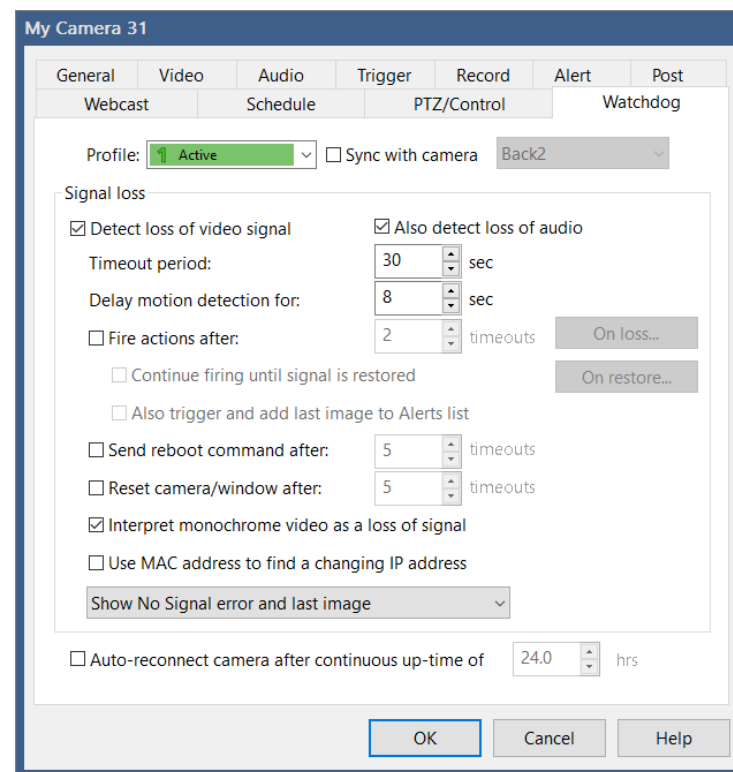 My Camera 31
General Video Audio Trigger Record Alert Post
Webcast Schedule PTZ/Control Watchdog
Profile: 1 Active Sync with camera Back2
Signal loss
Detect loss of video signal Also detect loss of audio
Timeout period: 30 sec
Delay motion detection for: 8 sec
Fire actions after: 2 timeouts On loss...
Continue firing until signal is restored On restore...
Also trigger and add last image to Alerts list
Send reboot command after: 5 timeouts
Reset camera/window after: 5 timeouts
Interpret monochrome video as a loss of signal
Use MAC address to find a changing IP address
Show No Signal error and last image
Auto-reconnect camera after continuous up-time of 24.0 hrs
OK Cancel Help